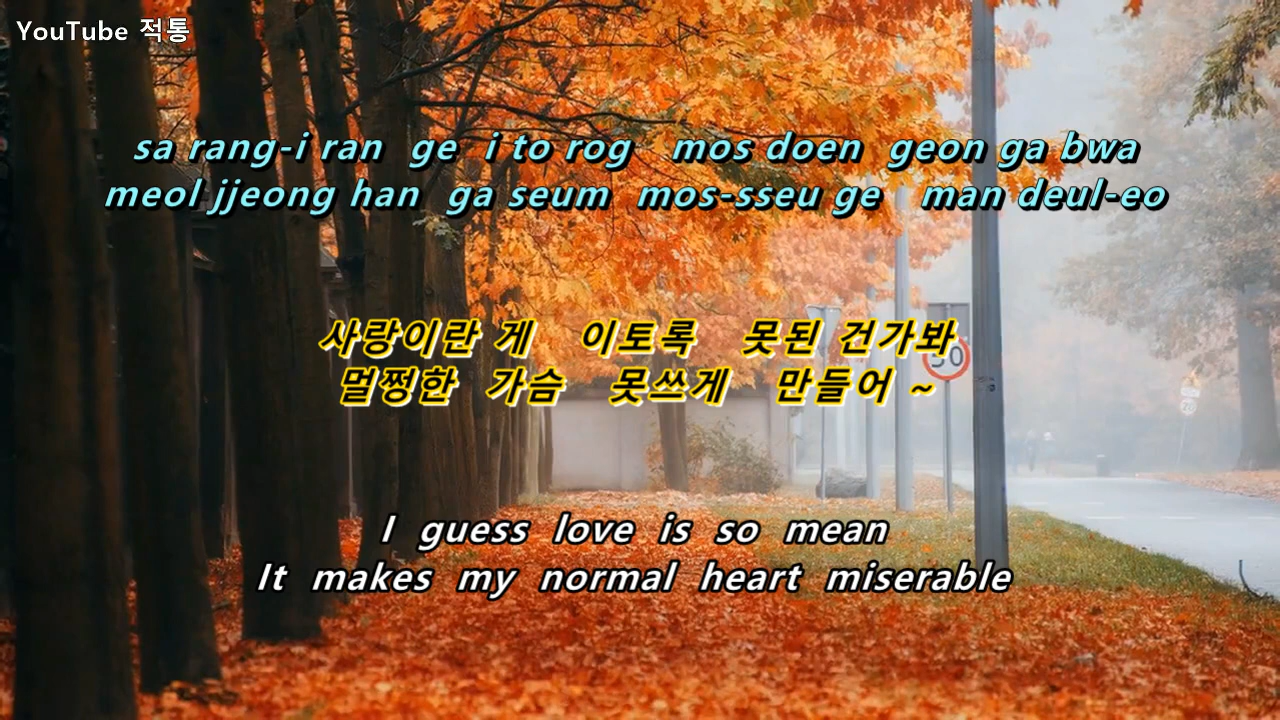 YouTube 적통
sa rang-i ran ge i to rog mos doen geon ga bwa
meol jjeong han ga seum mos-sseu ge man deul-eo
사랑이란 게 이토록 못된 건가봐
멀쩡한 가슴 못쓰게 만들어 ~
50
I guess love is so mean
It makes my normal heart miserable